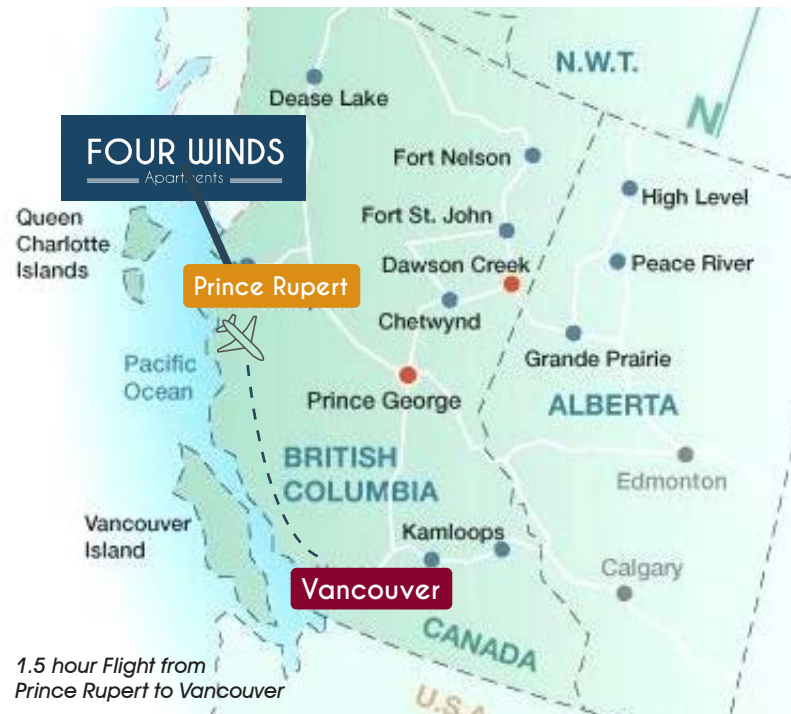 N.W.T.
Dease Lake
N
FOUR WINDS
Apartments
Fort Nelson
High Level
Queen
Charlotte
Islands
Fort St. John
Dawson Creek
Peace River
Prince Rupert
Chetwynd
Grande Prairie
Pacific
Ocean
Prince George
ALBERTA
BRITISH
COLUMBIA
Edmonton
Vancouver
Island
Kamloops
Calgary
Vancouver
CANADA
1.5 hour Flight from
Prince Rupert to Vancouver
U.S.A